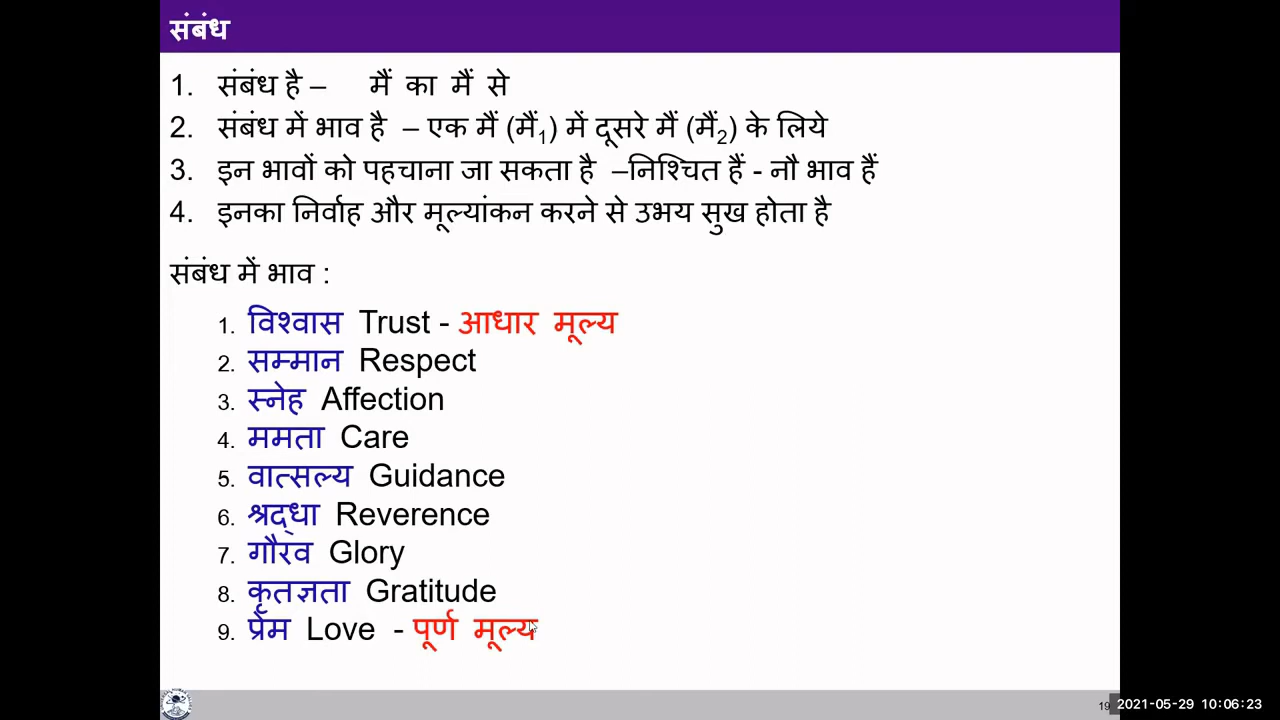 संबंध
1. संबंध है – मैं का मैं से
2. संबंध में भाव है – एक मैं (मैं1) में दूसरे मैं (मैं2) के लिये
3. इन भावों को पहचाना जा सकता है –निश्चित हैं - नौ भाव हैं
4. इनका निर्वाह और मूल्यांकन करने से उभय सुख होता है
संबंध में भाव :
1. विश्वास Trust - आधार मूल्य
2. सम्मान Respect
3. स्नेह Affection
4. ममता Care
5. वात्सल्य Guidance
6. श्रद्धा Reverence
7. गौरव Glory
8. कृतज्ञता Gratitude
9. प्रेम Love - पूर्ण मूल्य
19 2021-05-29 10:06:23